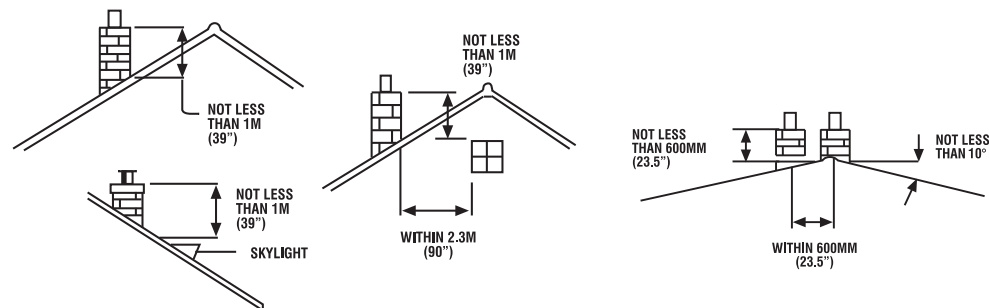 NOT LESS
THAN 1M
(39”)
NOT LESS
THAN 1M
(39”)
SKYLIGHT
NOT LESS
THAN 1M
(39”)
WITHIN 2.3M
(90”)
NOT LESS
THAN 600MM
(23.5”)
NOT LESS
THAN 10°
WITHIN 600MM
(23.5”)